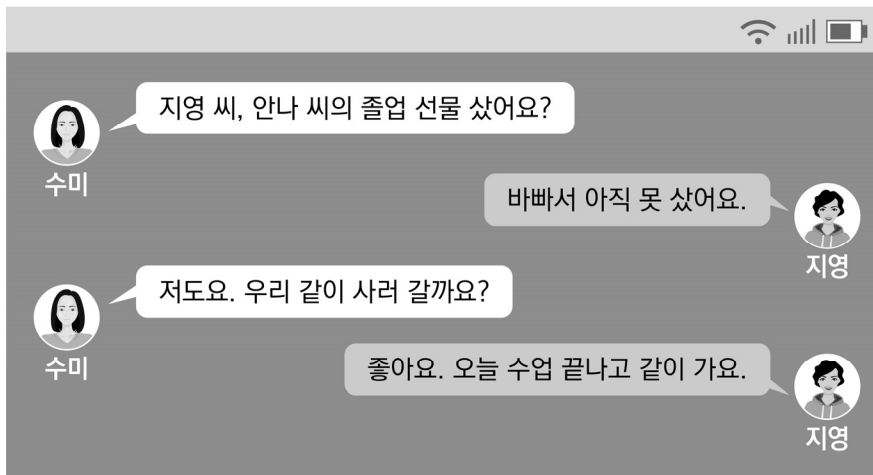 지영 씨, 안나 씨의 졸업 선물 샀어요?
수미
바빠서 아직 못 샀어요.
지영
저도요. 우리 같이 사러 갈까요?
수미
좋아요. 오늘 수업 끝나고 같이 가요.
지영